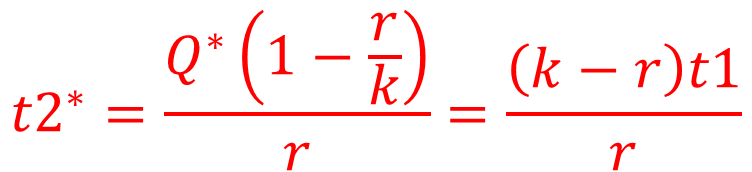 t2* = Q*(1 − r/k)/r = (k − r)t1/r